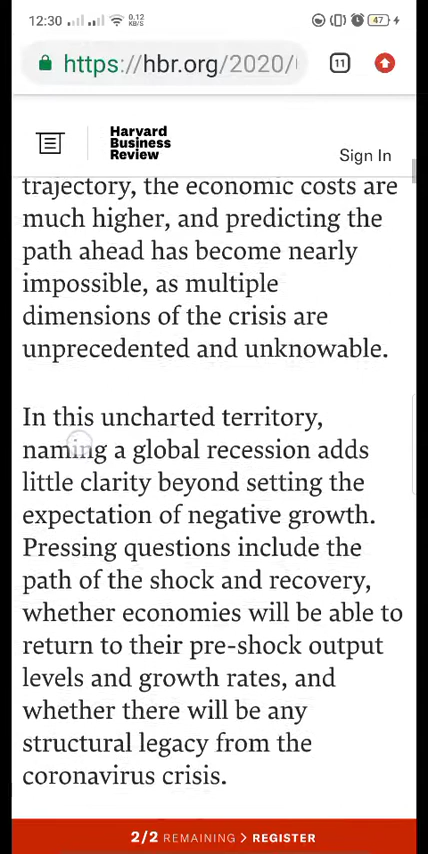 12:30
0.12
KB/S
47
https://hbr.org/2020/
11
Harvard
Business
Review
Sign In
trajectory, the economic costs are
much higher, and predicting the
path ahead has become nearly
impossible, as multiple
dimensions of the crisis are
unprecedented and unknowable.
In this uncharted territory,
naming a global recession adds
little clarity beyond setting the
expectation of negative growth.
Pressing questions include the
path of the shock and recovery,
whether economies will be able to
return to their pre-shock output
levels and growth rates, and
whether there will be any
structural legacy from the
coronavirus crisis.
2/2 REMAINING > REGISTER